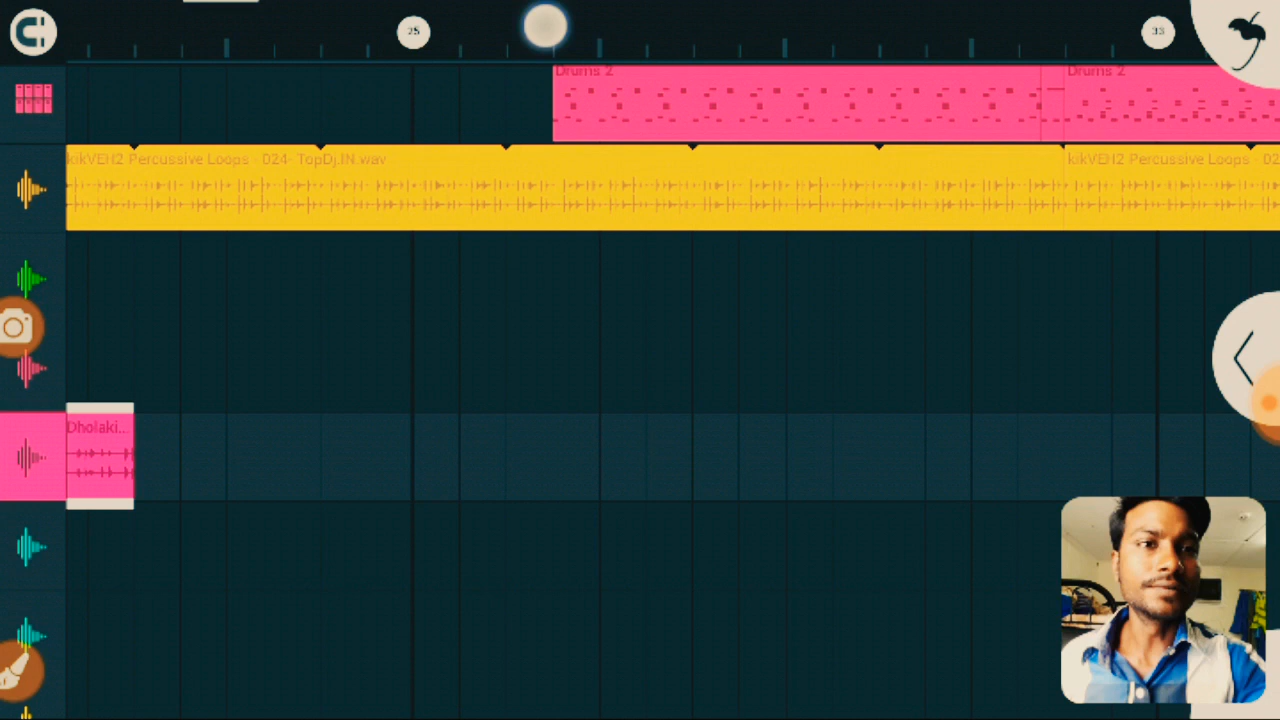 25
33
Drums 2
Drums 2
kikVEH2 Percussive Loops - 024- TopDj.IN.wav
kikVEH2 Percussive Loops - 02
Dholaki...